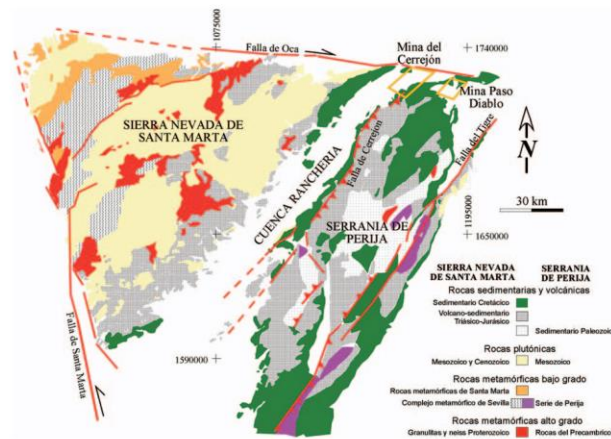 1075000
Falla de Oca
Mina del
Cerrejón
1740000
Mina Paso
Diablo
SIERRA NEVADA DE
SANTA MARTA
Falla de Cerrejón
Falla del Tigre
N
CUENCA RANCHERIA
30 km
1195000
SERRANIA DE
PERIJA
1650000
Falla de Santa Marta
1590000
SIERRA NEVADA
DE SANTA MARTA
SERRANIA
DE PERIJA
Rocas sedimentarias y volcánicas
Sedimentario Cretácico
Volcano-sedimentario
Triásico-Jurásico
Sedimentario Paleozoic
Rocas plutónicas
Mesozoico y Cenozoico
Mesozoico
Rocas metamórficas bajo grado
Rocas metamórficas de Santa Marta
Complejo metamórfico de Sevilla
Serie de Perija
Rocas metamórficas alto grado
Granulitas y neiss Proterozoico
Rocas del Precambrico